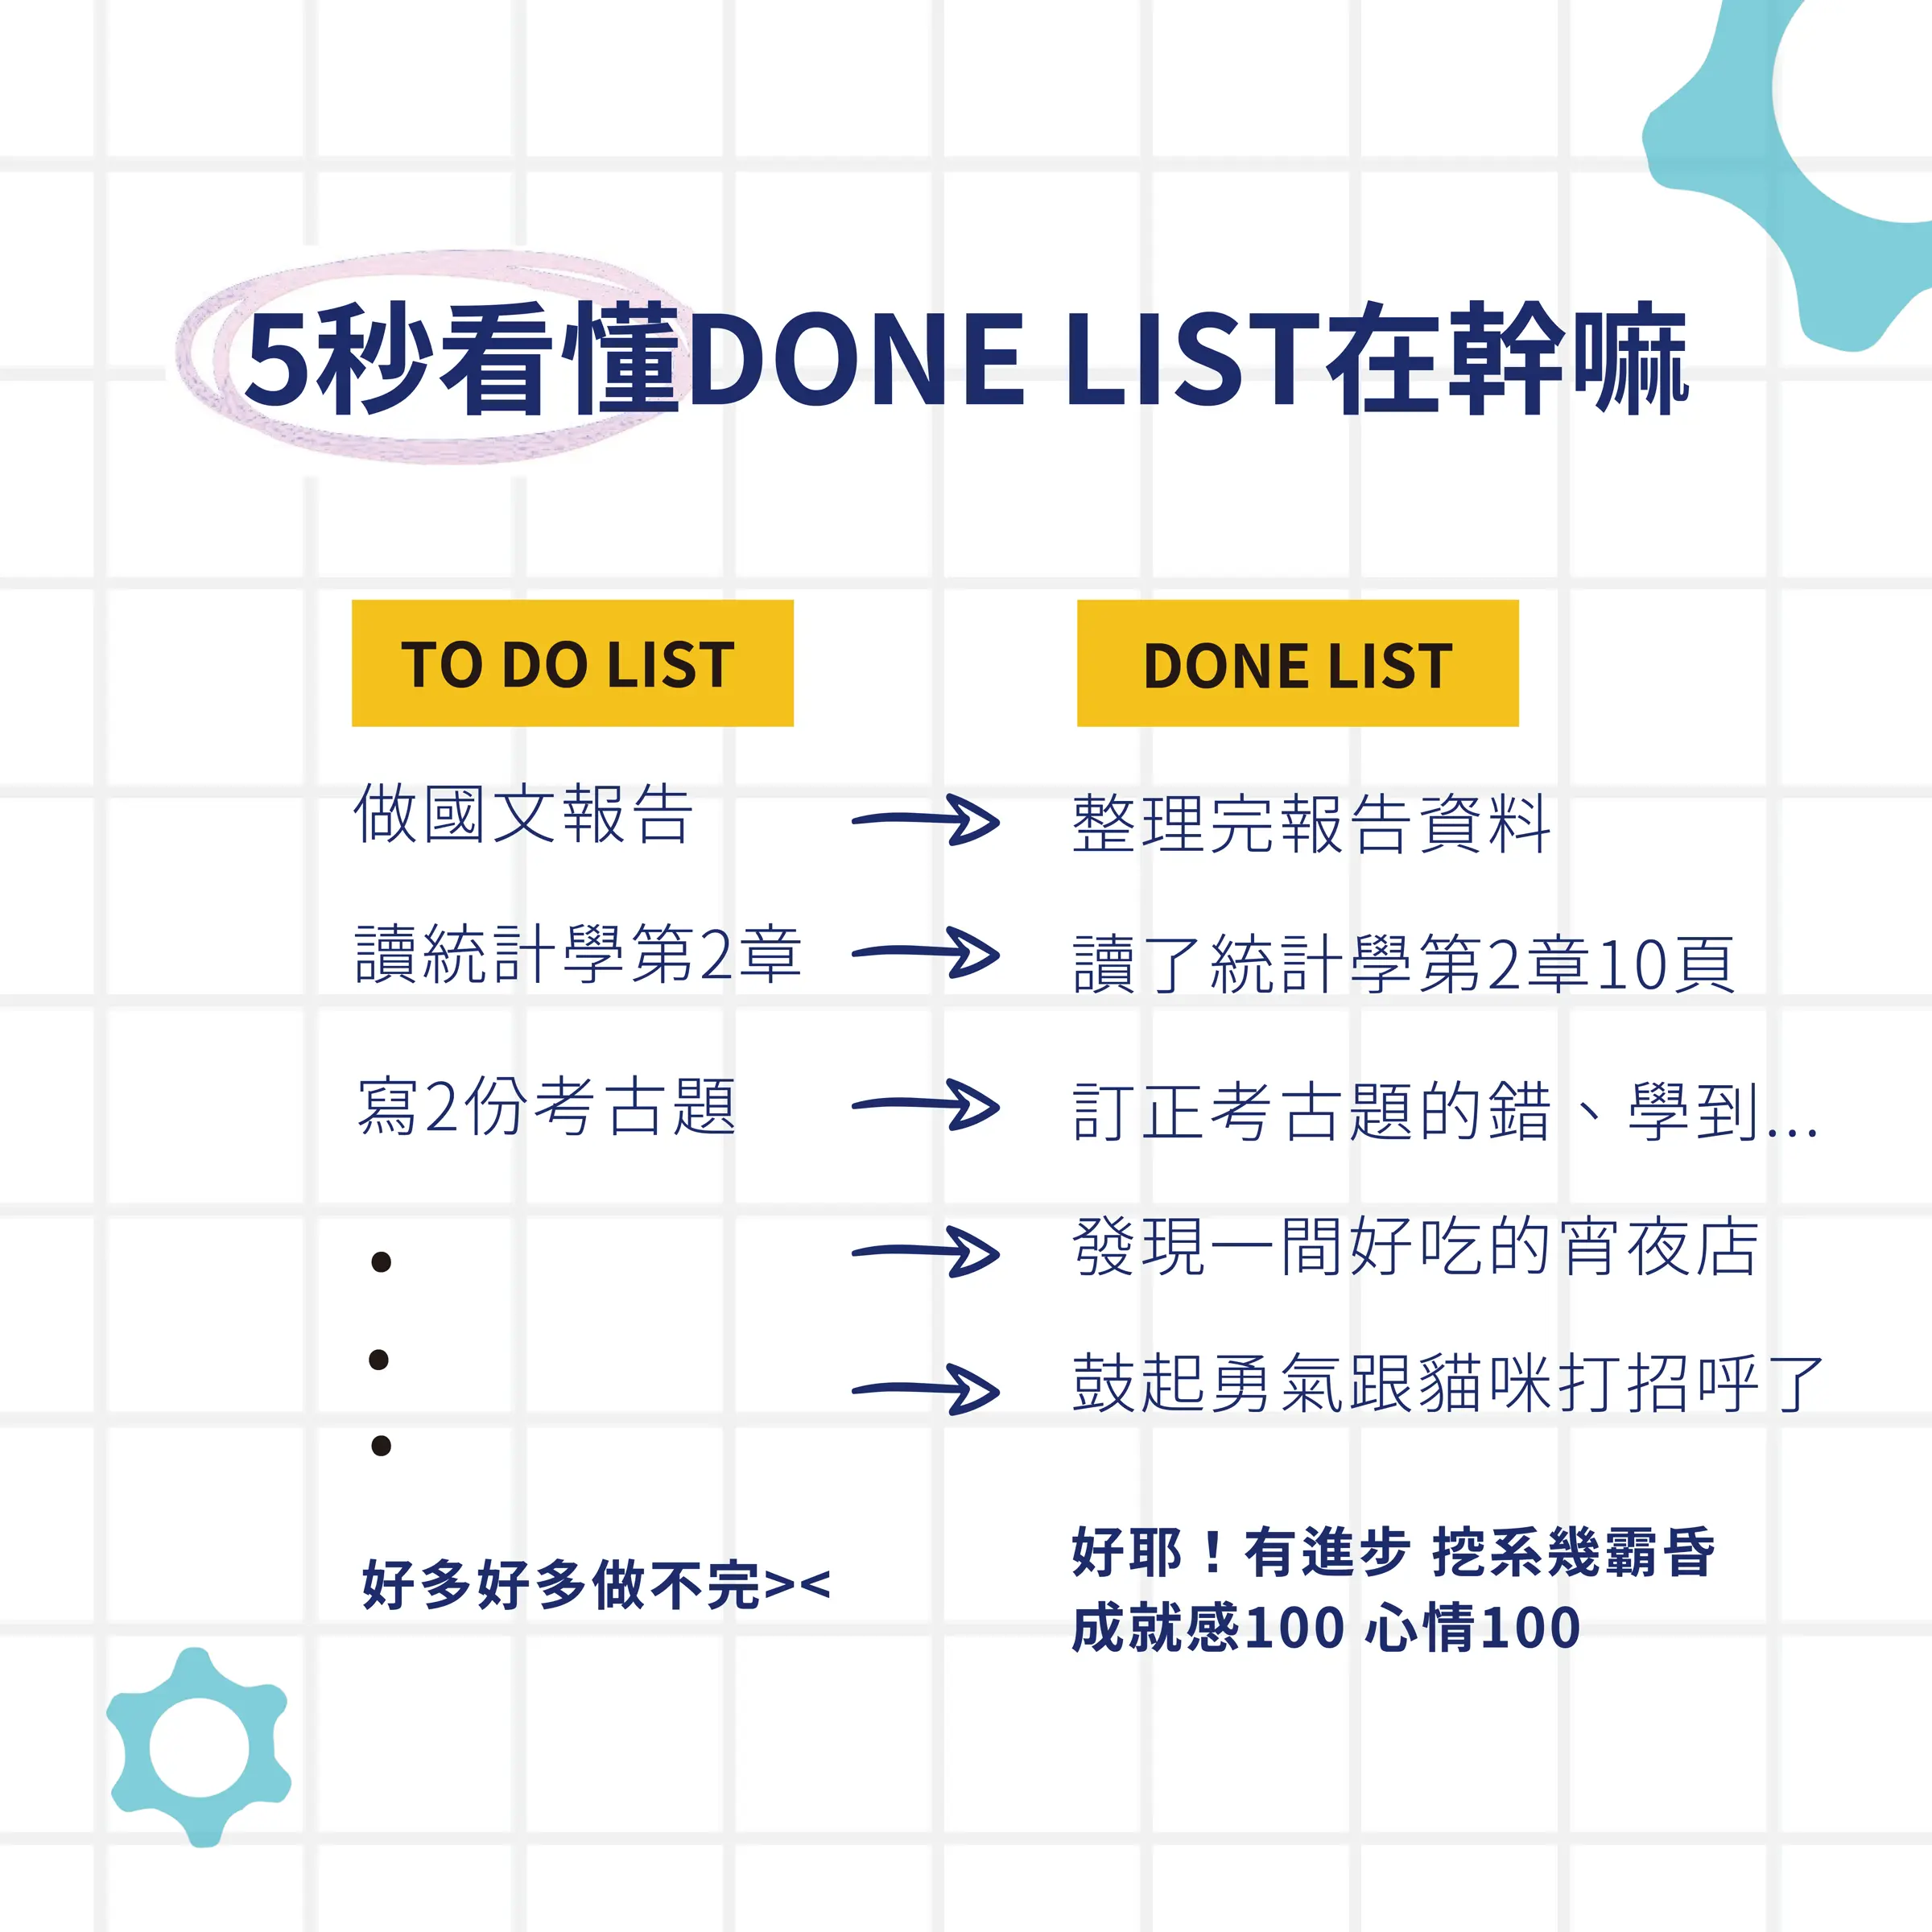 5秒看懂DONE LIST在幹嘛
TO DO LIST
做國文報告
讀統計學第2章
寫2份考古題
好多好多做不完><
DONE LIST
整理完報告資料
讀了統計學第2章10頁
訂正考古題的錯、學到...
發現一間好吃的宵夜店
鼓起勇氣跟貓咪打招呼了
好耶！有進步 挖系幾霸昏
成就感100 心情100